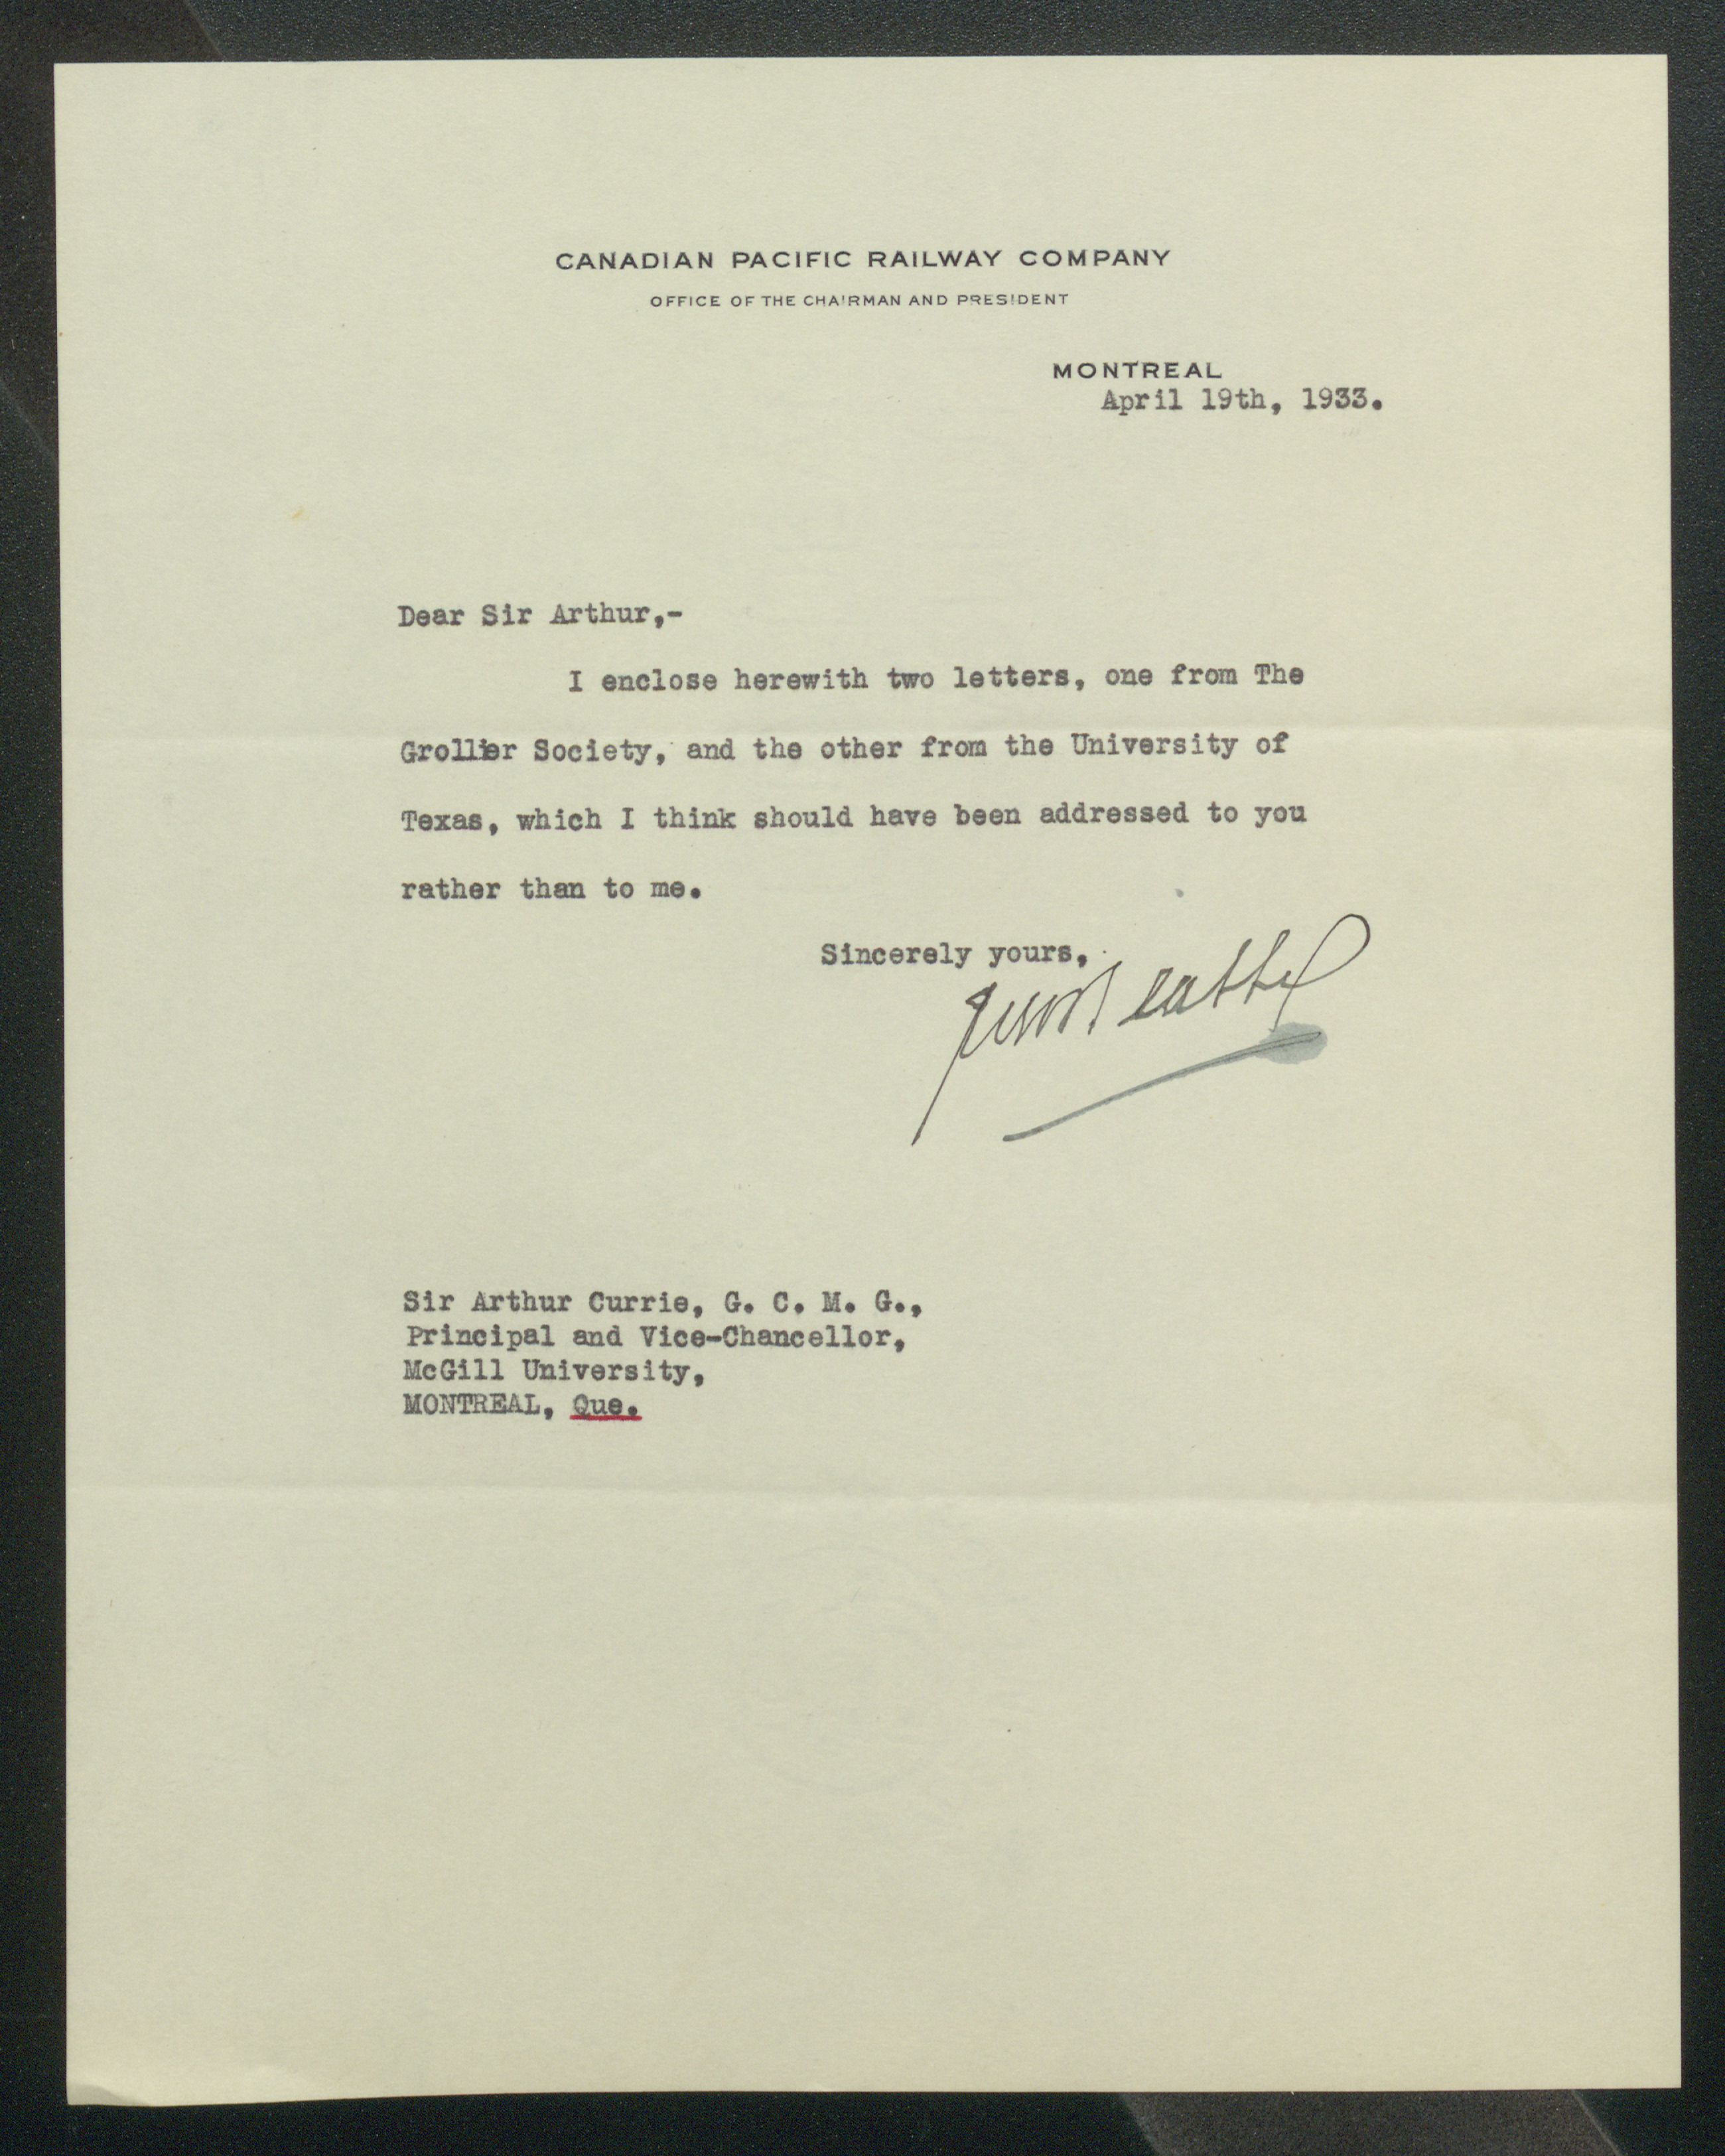 CANADIAN PACIFIC RAILWAY COMPANY
OFFICE OF THE CHAIRMAN AND PRESIDENT
MONTREAL
April 19th, 1933.
Dear Sir Arthur,-
I enclose herewith two letters, one from The
Grollier Society, and the other from the University of
Texas, which I think should have been addressed to you
rather than to me.
Sincerely yours,
Sir Arthur Currie, G. C. M. G.,
Principal and Vice-Chancellor,
McGill University,
MONTREAL, Que.